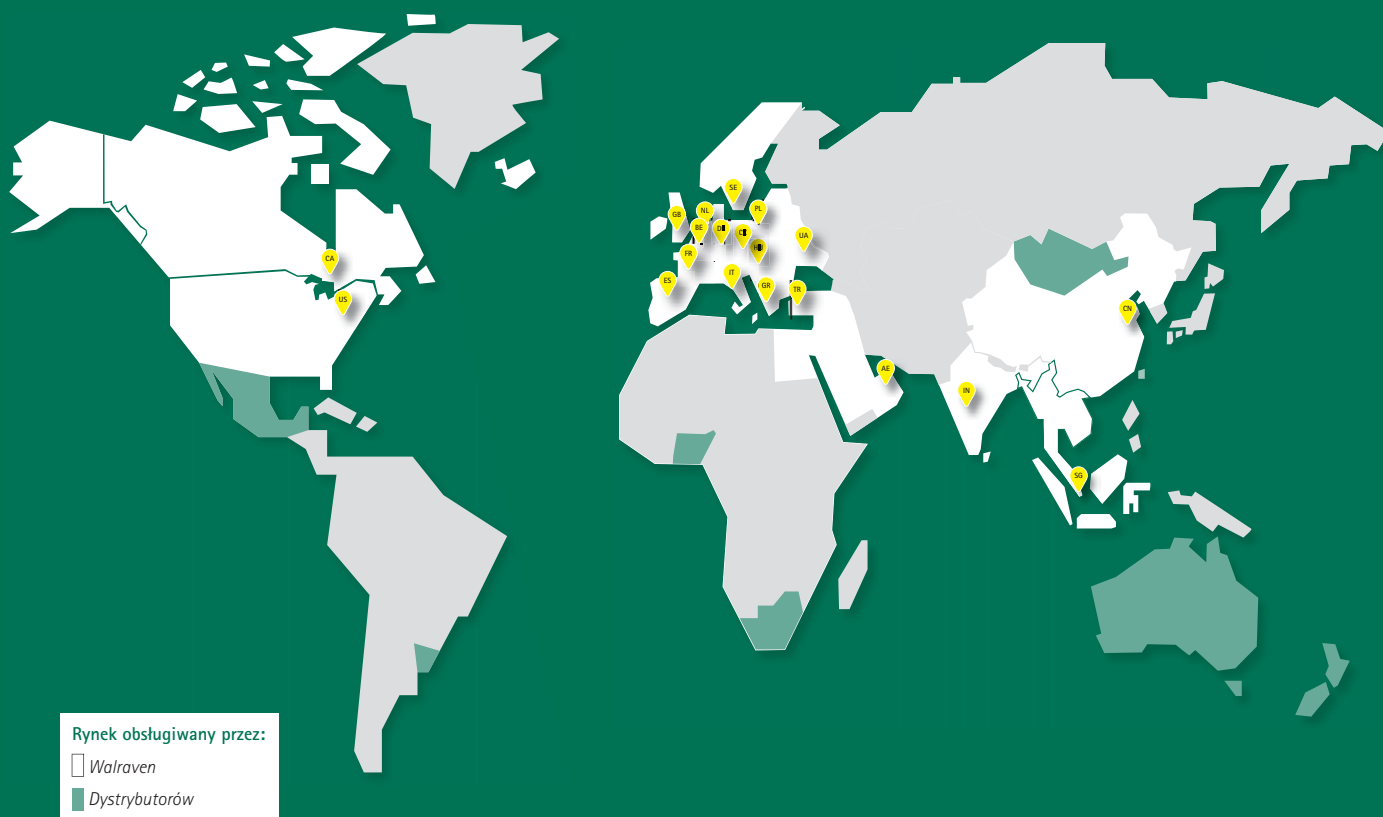 SE
GB
NL
PL
BE
UA
FR
CA
IT
ES
GR
TR
US
CN
AE
IN
SG
Rynek obsługiwany przez:
Walraven
Dystrybutorów